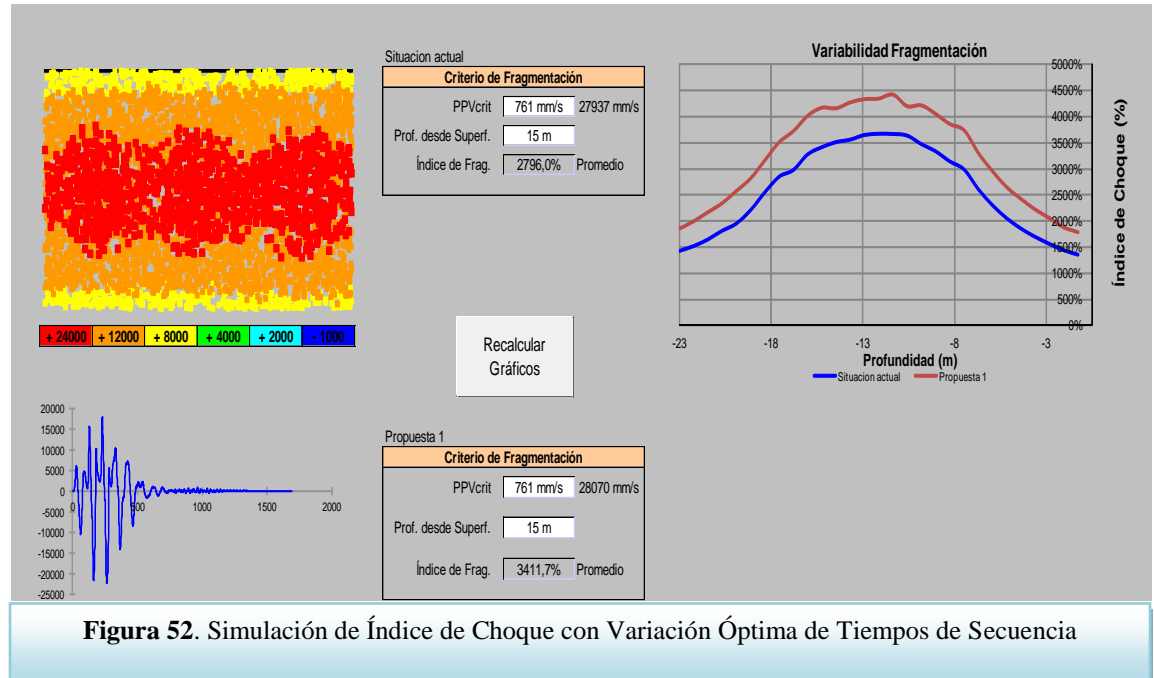 Situacion actual
Criterio de Fragmentación
PPVcrit 761 mm/s 27937 mm/s
Prof. desde Superf. 15 m
Índice de Frag. 2796,0% Promedio
+ 24000 + 12000 + 8000 + 4000 + 2000 - 1000
Recalcular
Gráficos
Variabilidad Fragmentación
5000%
4500%
4000%
3500%
3000%
2500%
2000%
1500%
1000%
500%
0%
Índice de Choque (%)
-23 -18 -13 -8 -3
Profundidad (m)
Situacion actual Propuesta 1
20000
15000
10000
5000
0
-5000
-10000
-15000
-20000
-25000
0 500 1000 1500 2000
Propuesta 1
Criterio de Fragmentación
PPVcrit 761 mm/s 28070 mm/s
Prof. desde Superf. 15 m
Índice de Frag. 3411,7% Promedio
Figura 52. Simulación de Índice de Choque con Variación Óptima de Tiempos de Secuencia